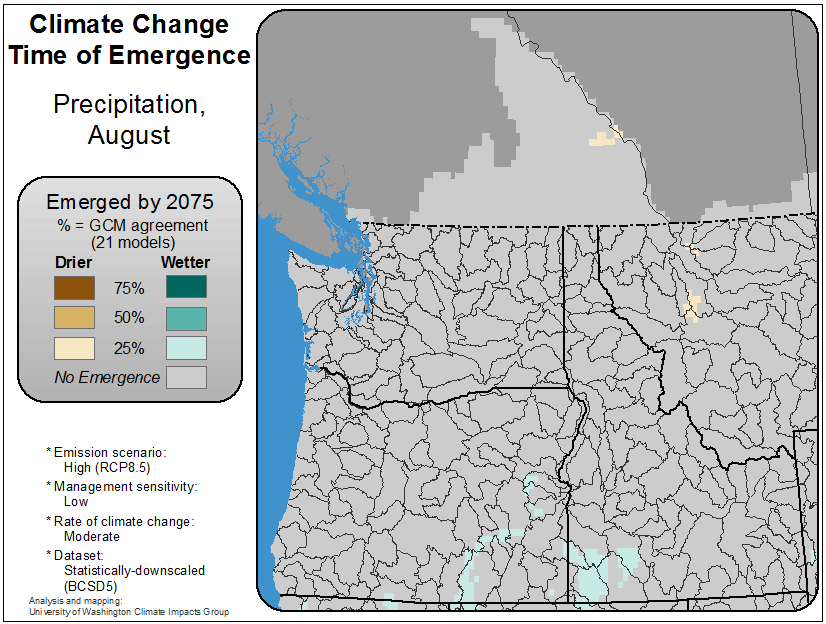 Climate Change
Time of Emergence
Precipitation,
August
Emerged by 2075
% = GCM agreement
(21 models)
Drier Wetter
75%
50%
25%
No Emergence
* Emission scenario:
High (RCP8.5)
* Management sensitivity:
Low
* Rate of climate change:
Moderate
* Dataset:
Statistically-downscaled
(BCSD5)
Analysis and mapping:
University of Washington Climate Impacts Group